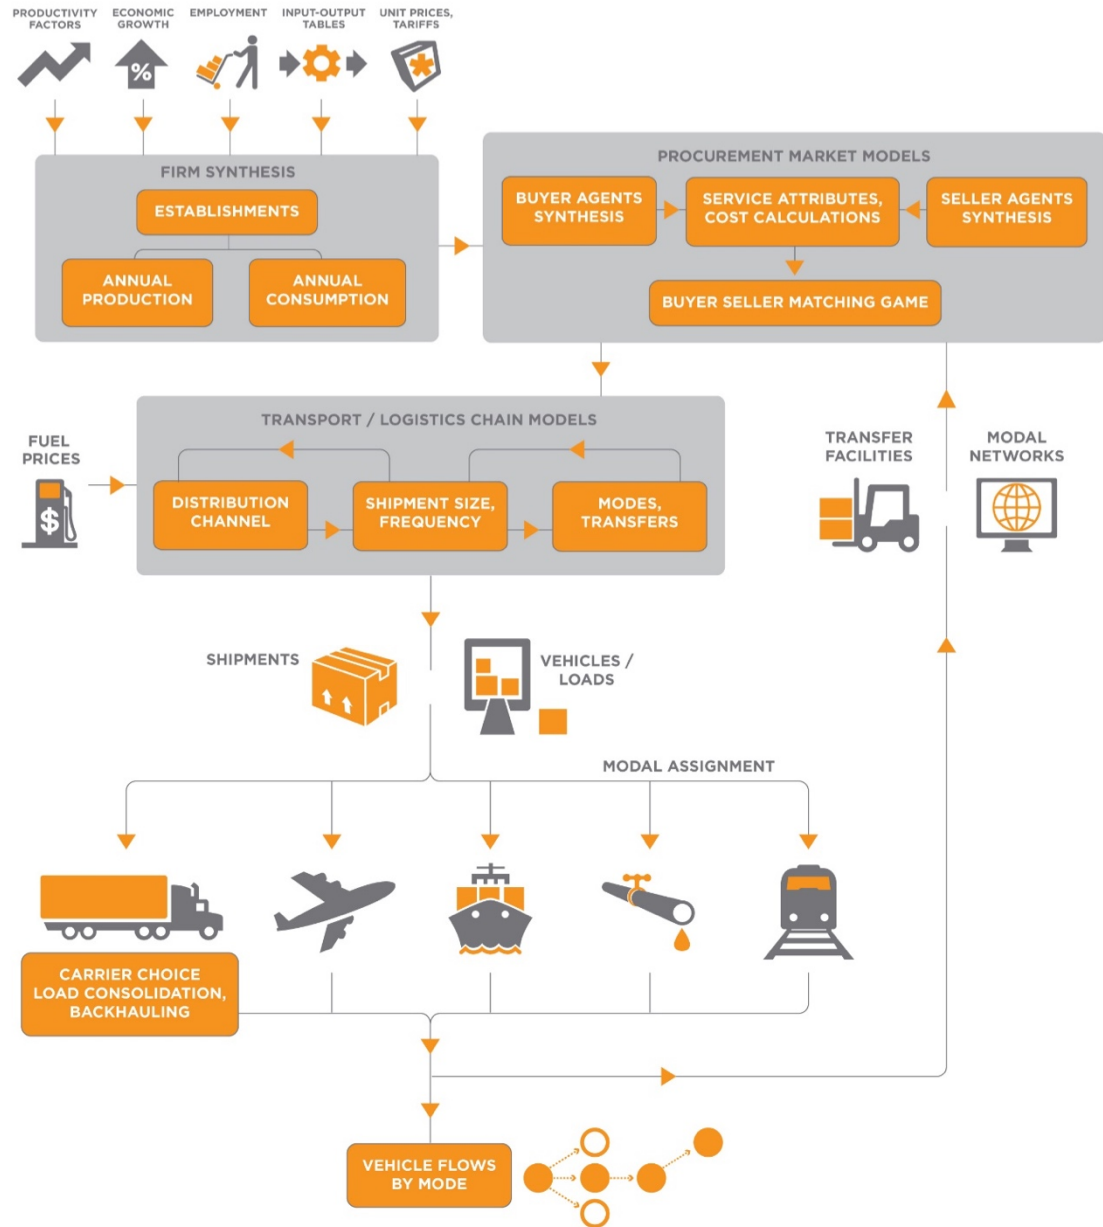 PRODUCTIVITY
FACTORS
ECONOMIC
GROWTH
EMPLOYMENT
INPUT-OUTPUT
TABLES
UNIT PRICES,
TARIFFS
%
FIRM SYNTHESIS
ESTABLISHMENTS
ANNUAL
PRODUCTION
ANNUAL
CONSUMPTION
PROCUREMENT MARKET MODELS
BUYER AGENTS
SYNTHESIS
SERVICE ATTRIBUTES,
COST CALCULATIONS
SELLER AGENTS
SYNTHESIS
BUYER SELLER MATCHING GAME
FUEL
PRICES
$
TRANSPORT / LOGISTICS CHAIN MODELS
DISTRIBUTION
CHANNEL
SHIPMENT SIZE,
FREQUENCY
MODES,
TRANSFERS
TRANSFER
FACILITIES
MODAL
NETWORKS
SHIPMENTS
VEHICLES /
LOADS
MODAL ASSIGNMENT
CARRIER CHOICE
LOAD CONSOLIDATION,
BACKHAULING
VEHICLE FLOWS
BY MODE